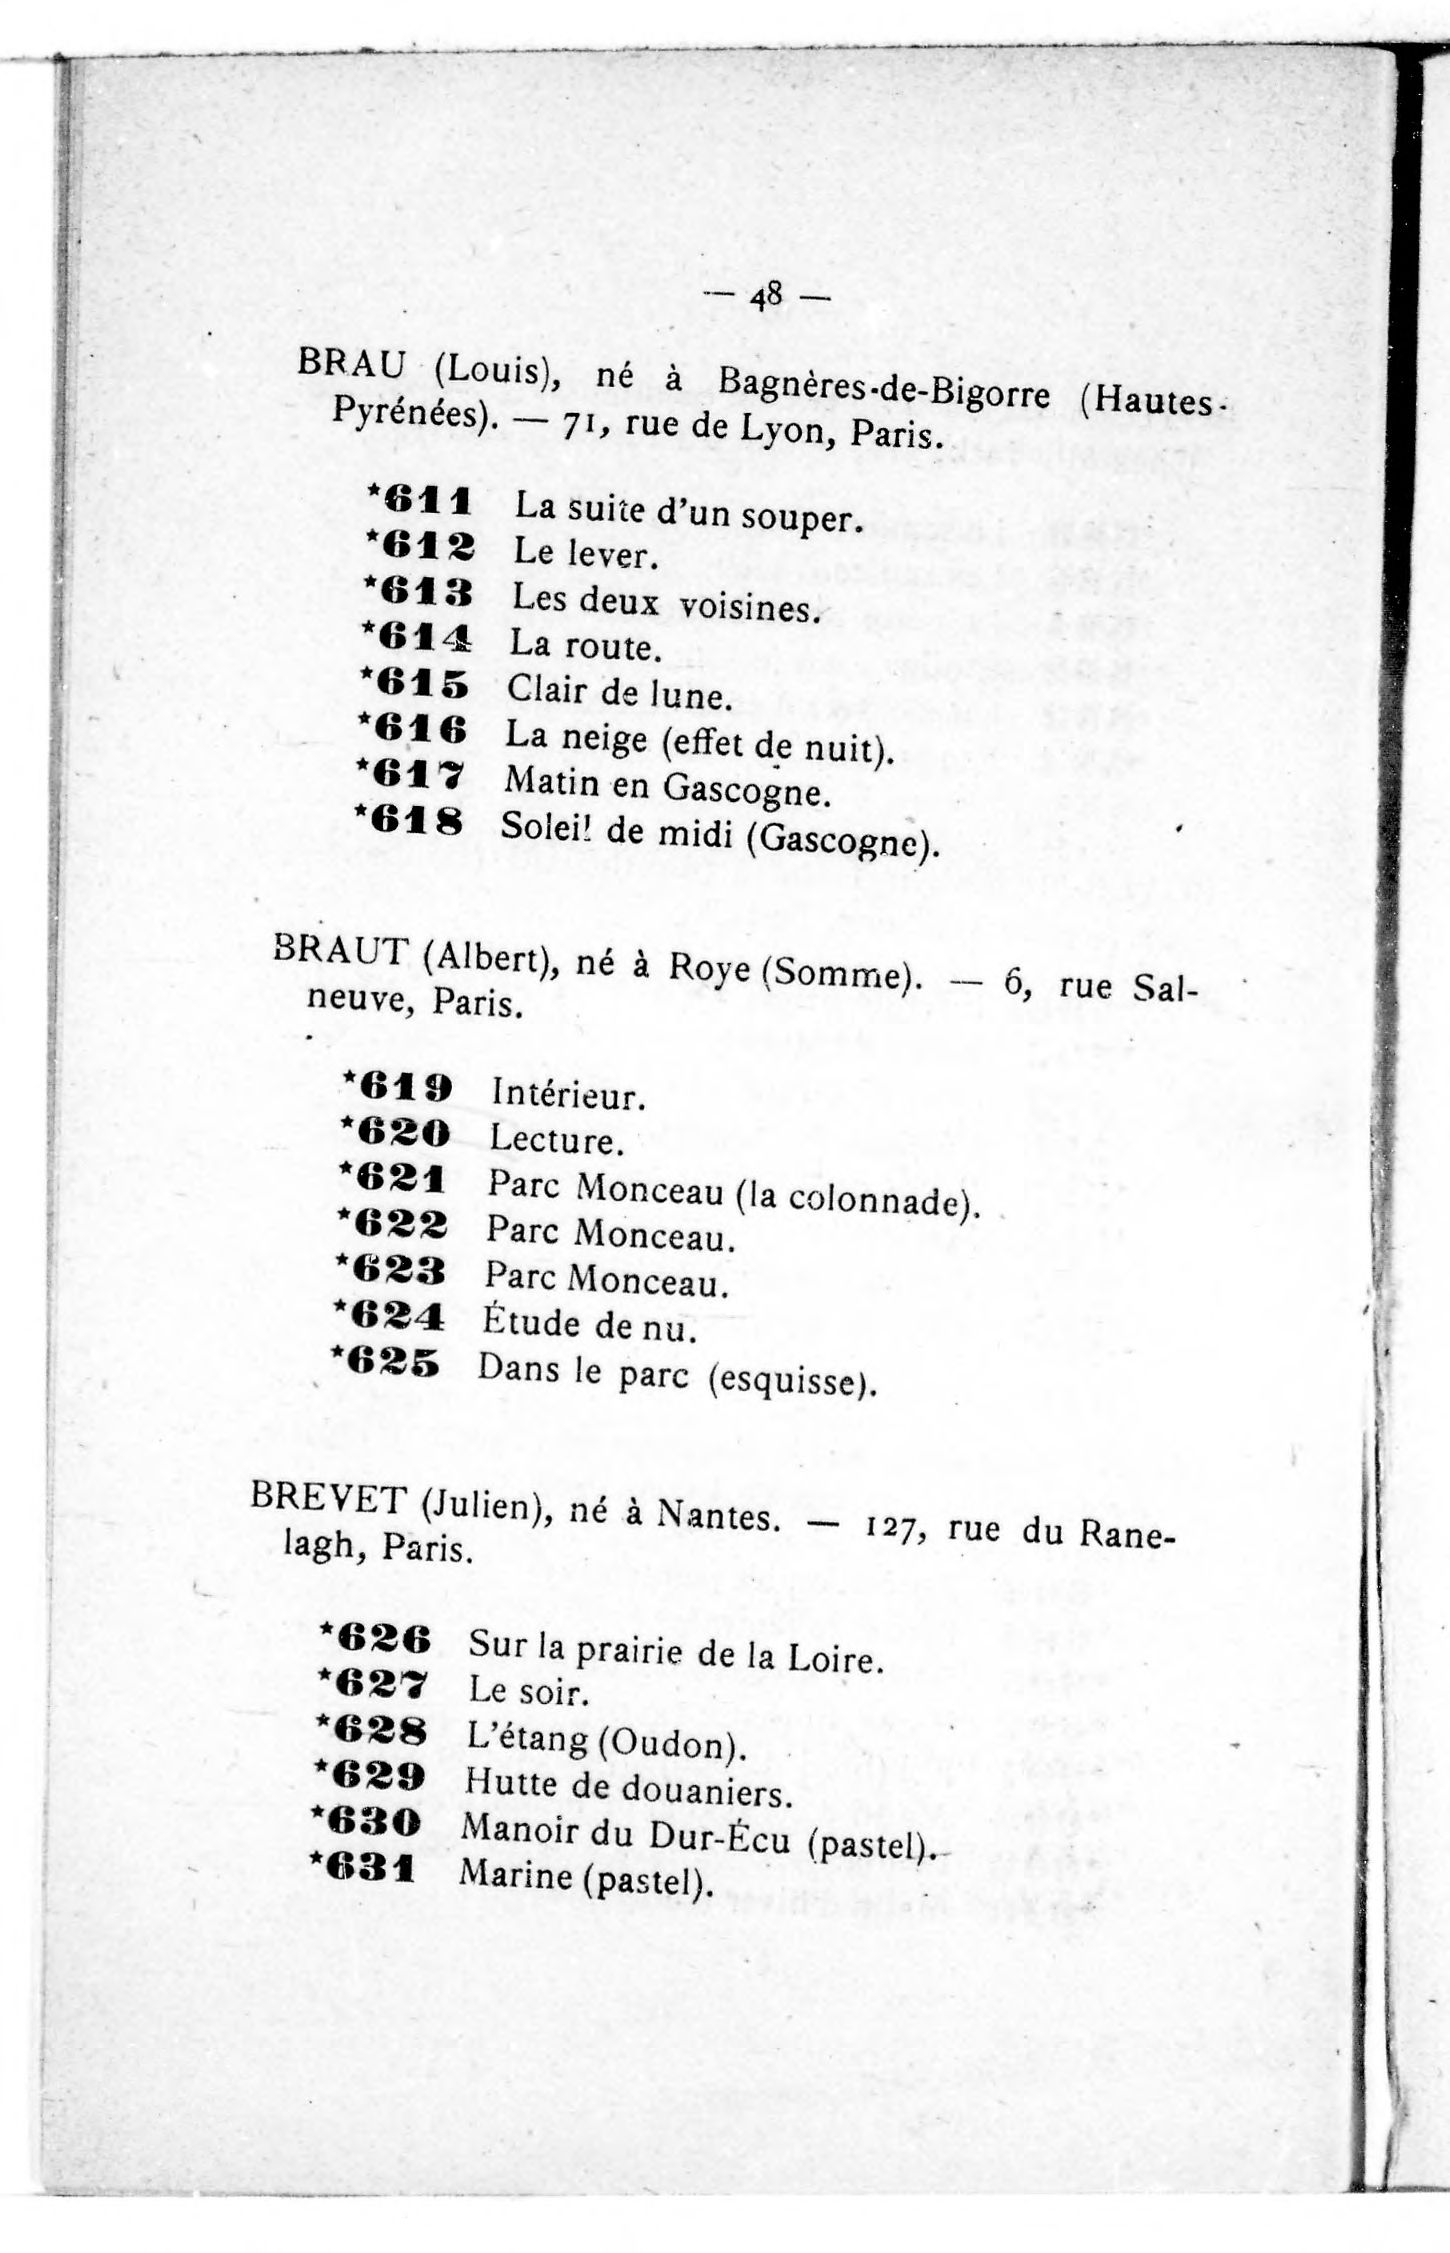 — 48 —
BRAU (Louis), né à Bagnères-de-Bigorre (Hautes-
Pyrénées). — 71, rue de Lyon, Paris.
*611 La suite d'un souper.
*612 Le lever.
*613 Les deux voisines.
*614 La route.
*615 Clair de lune.
*616 La neige (effet de nuit).
*617 Matin en Gascogne.
*618 Soleil de midi (Gascogne).
BRAUT (Albert), né à Roye (Somme). — 6, rue Sal-
neuve, Paris.
*619 Intérieur.
*620 Lecture.
*621 Parc Monceau (la colonnade).
*622 Parc Monceau.
*623 Parc Monceau.
*624 Étude de nu.
*625 Dans le parc (esquisse).
BREVET (Julien), né à Nantes. — 127, rue du Rane-
lagh, Paris.
*626 Sur la prairie de la Loire.
*627 Le soir.
*628 L'étang (Oudon).
*629 Hutte de douaniers.
*630 Manoir du Dur-Écu (pastel).
*631 Marine (pastel).